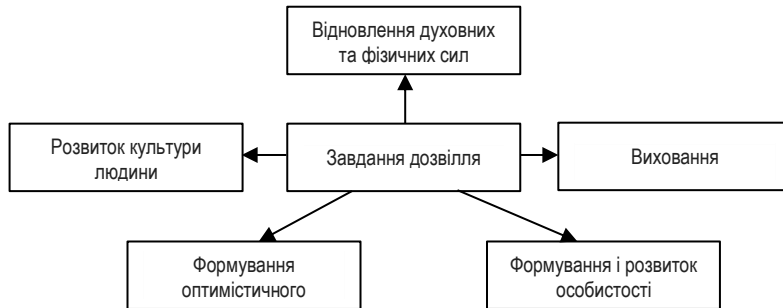 Відновлення духовних
та фізичних сил
Розвиток культури
людини
Завдання дозвілля
Виховання
Формування
оптимістичного
Формування і розвиток
особистості